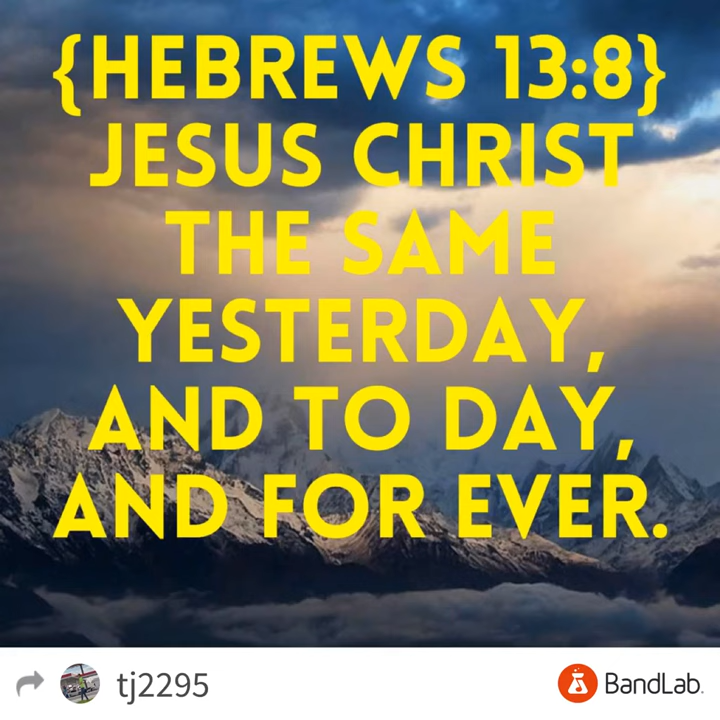 {HEBREWS 13:8}
JESUS CHRIST
THE SAME
YESTERDAY,
AND TO DAY,
AND FOR EVER.
tj2295
BandLab.